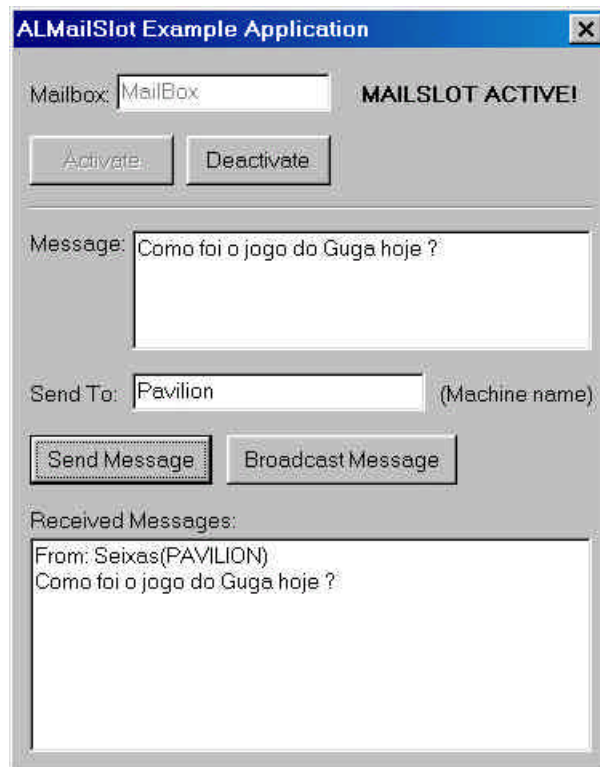 ALMailSlot Example Application
Mailbox: MailBox MAILSLOT ACTIVE!
Activate Deactivate
Message: Como foi o jogo do Guga hoje ?
Send To: Pavilion (Machine name)
Send Message Broadcast Message
Received Messages:
From: Seixas(PAVILION)
Como foi o jogo do Guga hoje ?